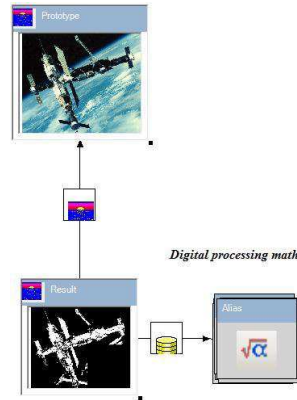 Prototype
Digital processing math
Result
Alias
√α